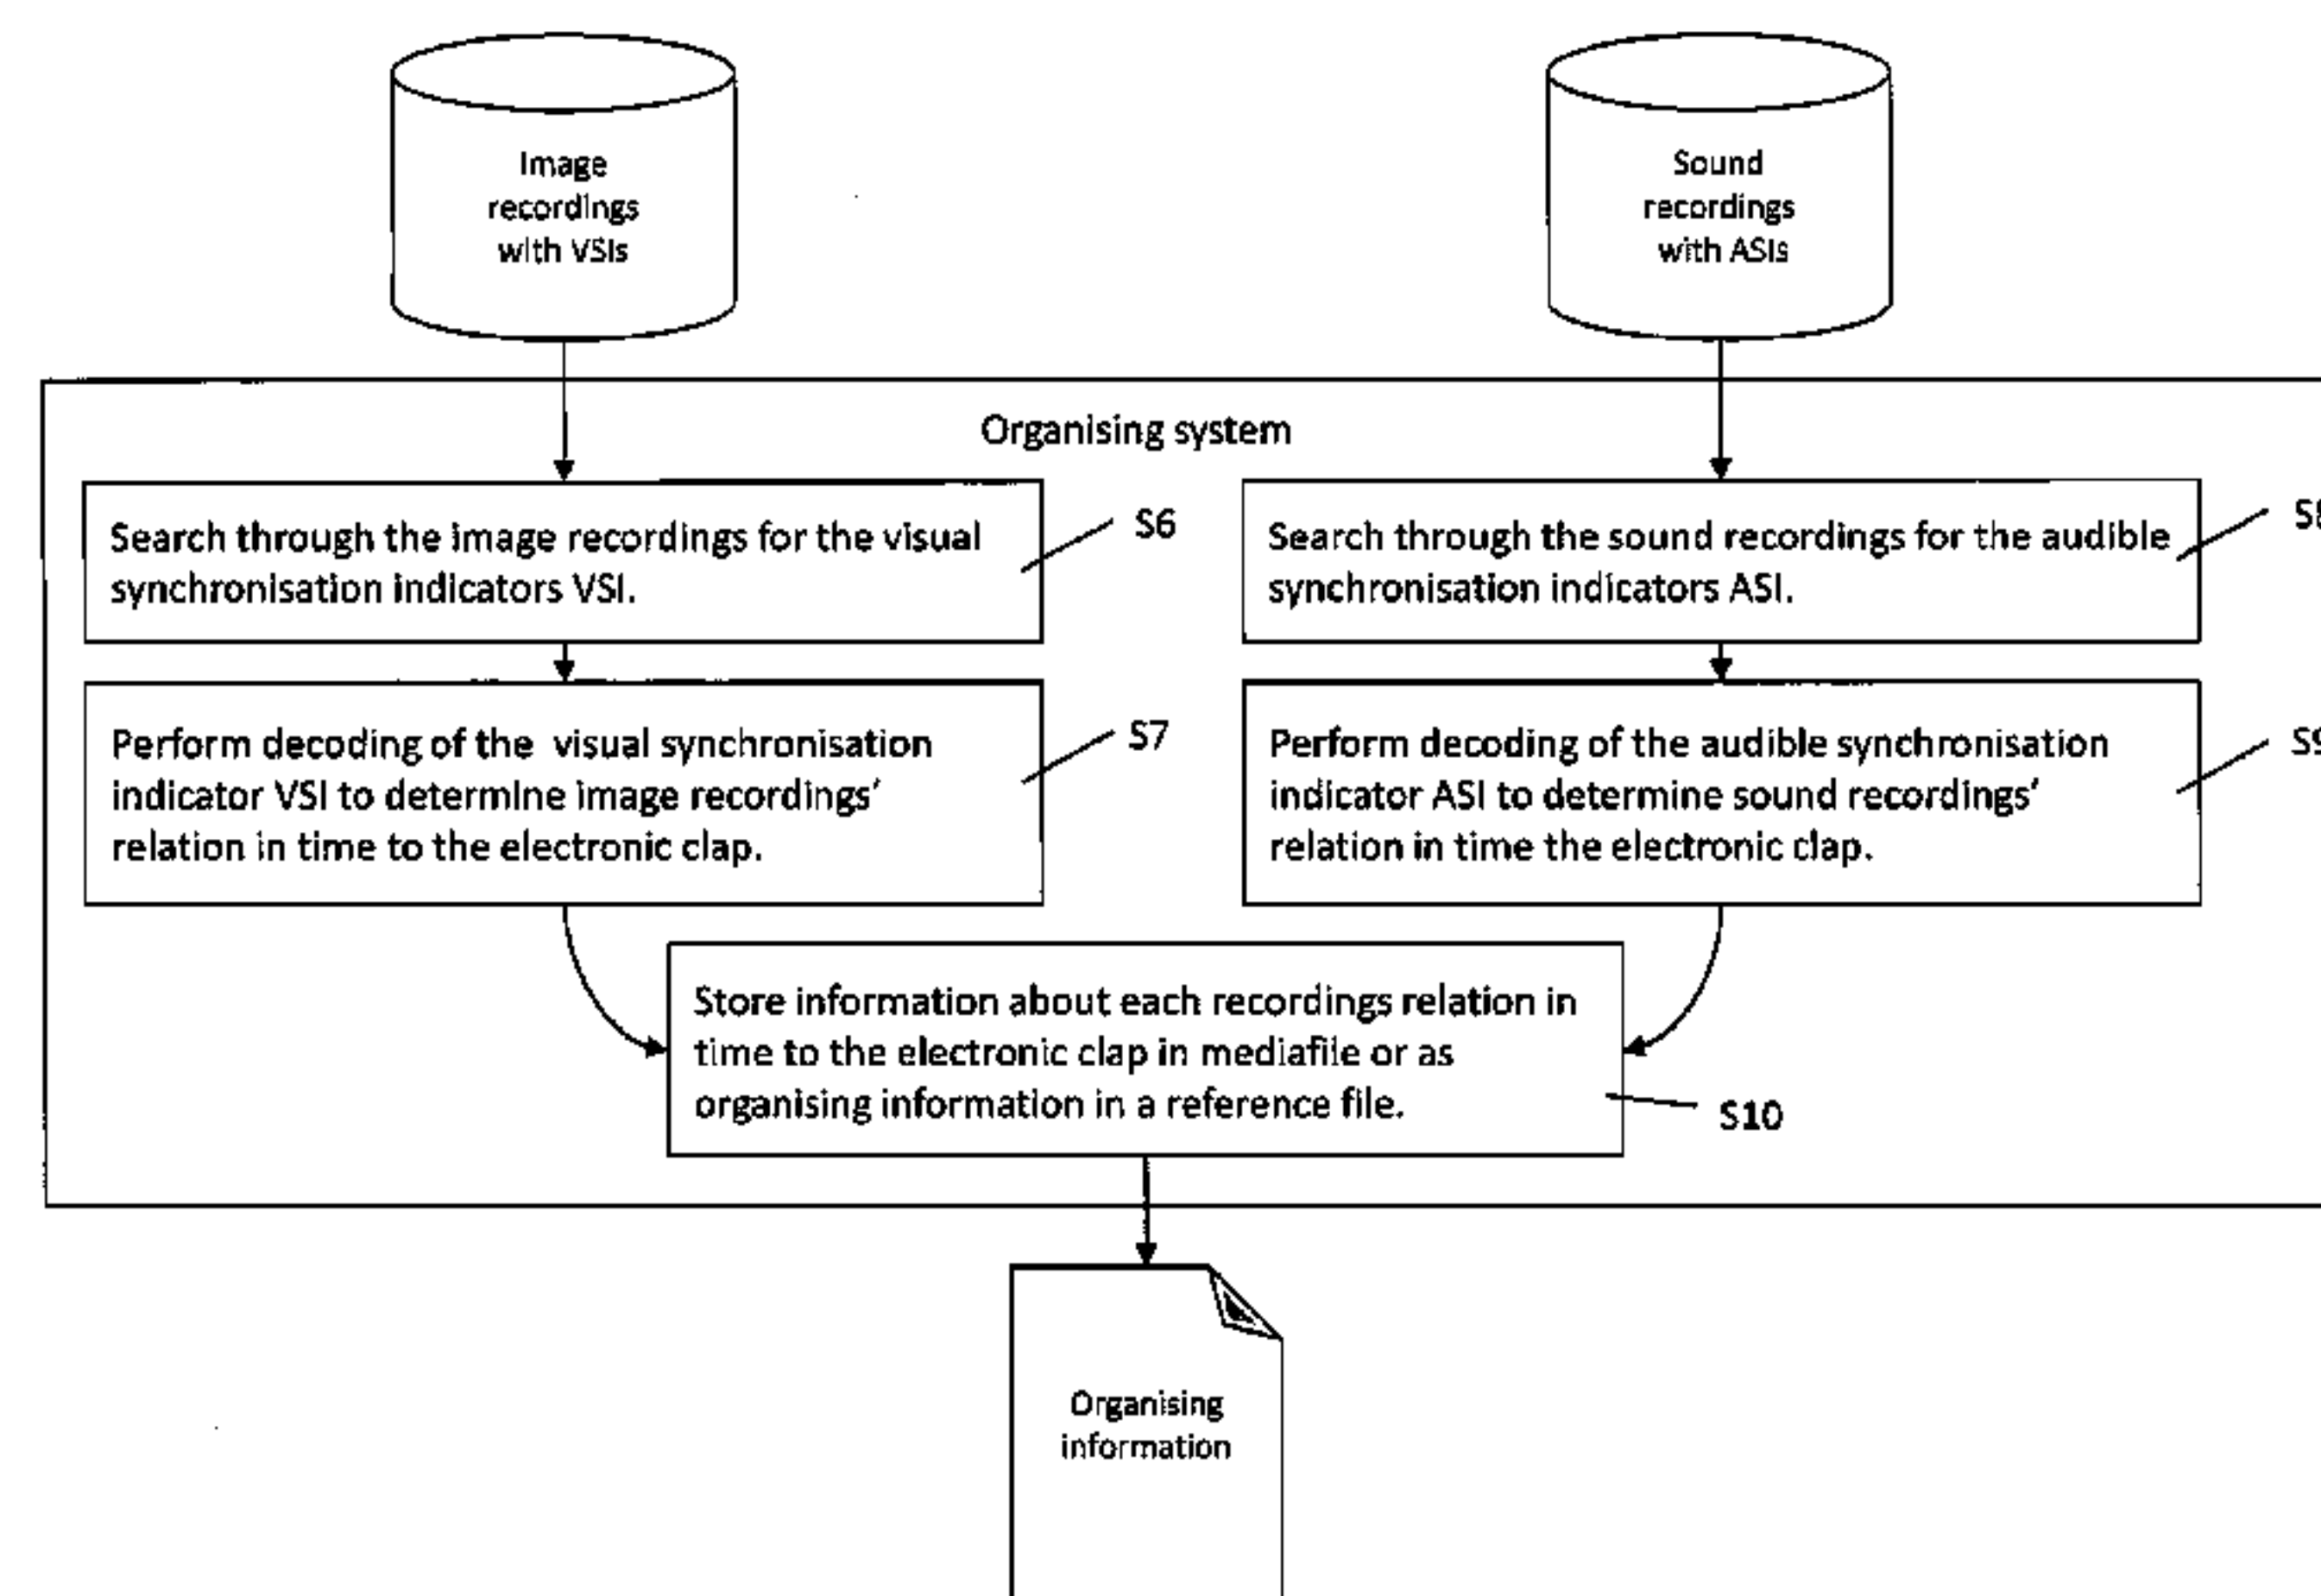 Image
recordings
with VSIs
Sound
recordings
with ASIs
Organising system
Search through the image recordings for the visual
synchronisation indicators VSI.
S6
Search through the sound recordings for the audible
synchronisation indicators ASI.
S8
Perform decoding of the visual synchronisation
indicator VSI to determine image recordings'
relation in time to the electronic clap.
S7
Perform decoding of the audible synchronisation
indicator ASI to determine sound recordings'
relation in time the electronic clap.
S9
Store information about each recordings relation in
time to the electronic clap in mediafile or as
organising information in a reference file.
S10
Organising
information